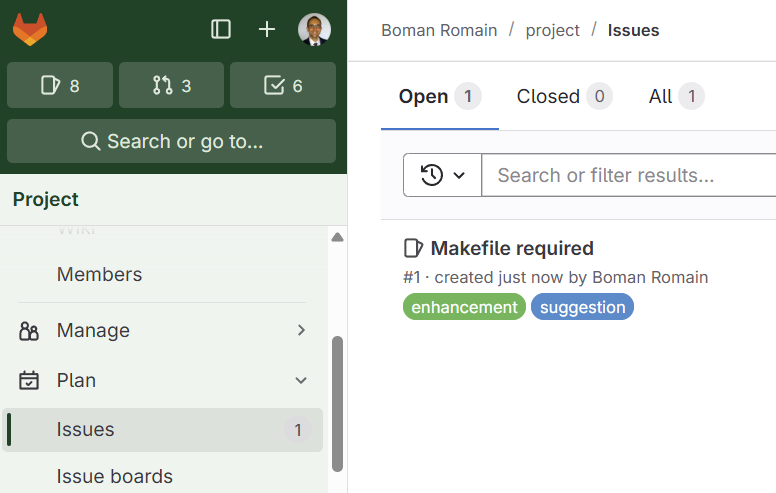 8 3 6
Search or go to...
Project
Wiki
Members
Manage
Plan
Issues 1
Issue boards
Boman Romain / project / Issues
Open 1 Closed 0 All 1
Search or filter results...
Makefile required
#1 · created just now by Boman Romain
enhancement suggestion